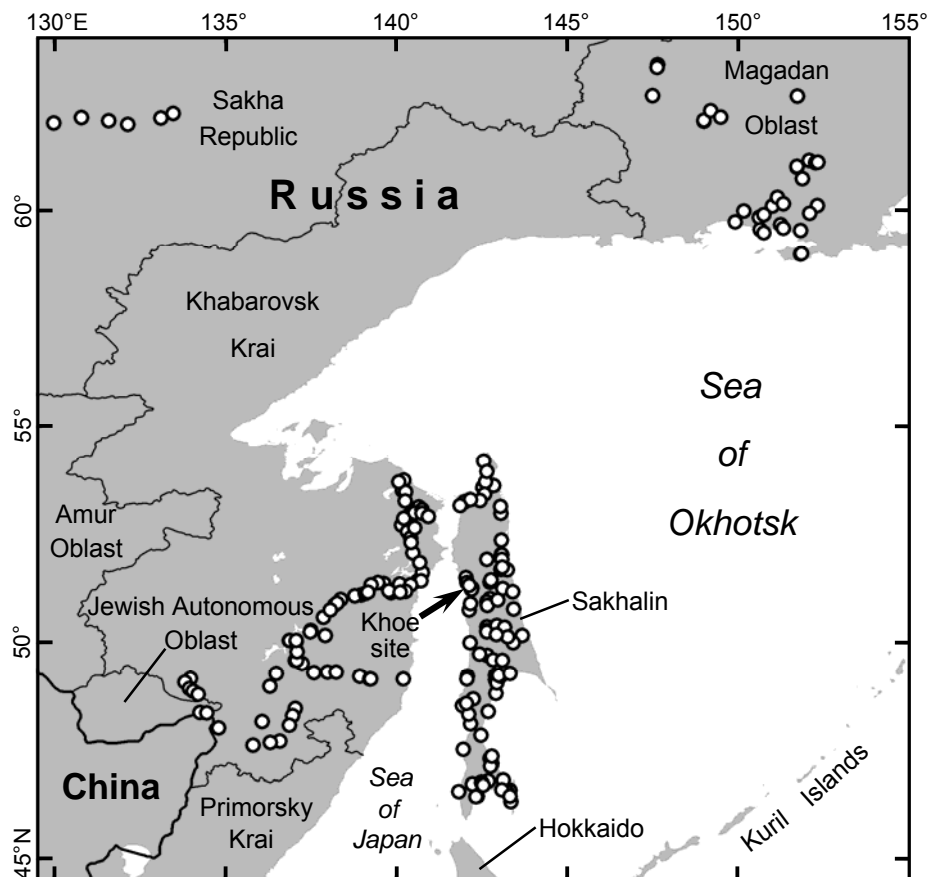 130°E 135° 140° 145° 150° 155°
Sakha
Republic
Magadan
Oblast
Russia
60°
Khabarovsk
Krai
Sea
of
Okhotsk
55°
Amur
Oblast
Jewish Autonomous
Oblast
Khoe
site
Sakhalin
50°
China
Primorsky
Krai
Sea
of
Japan
Hokkaido
Kuril Islands
45°N